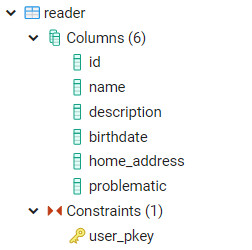 reader
Columns (6)
id
name
description
birthdate
home_address
problematic
Constraints (1)
user_pkey